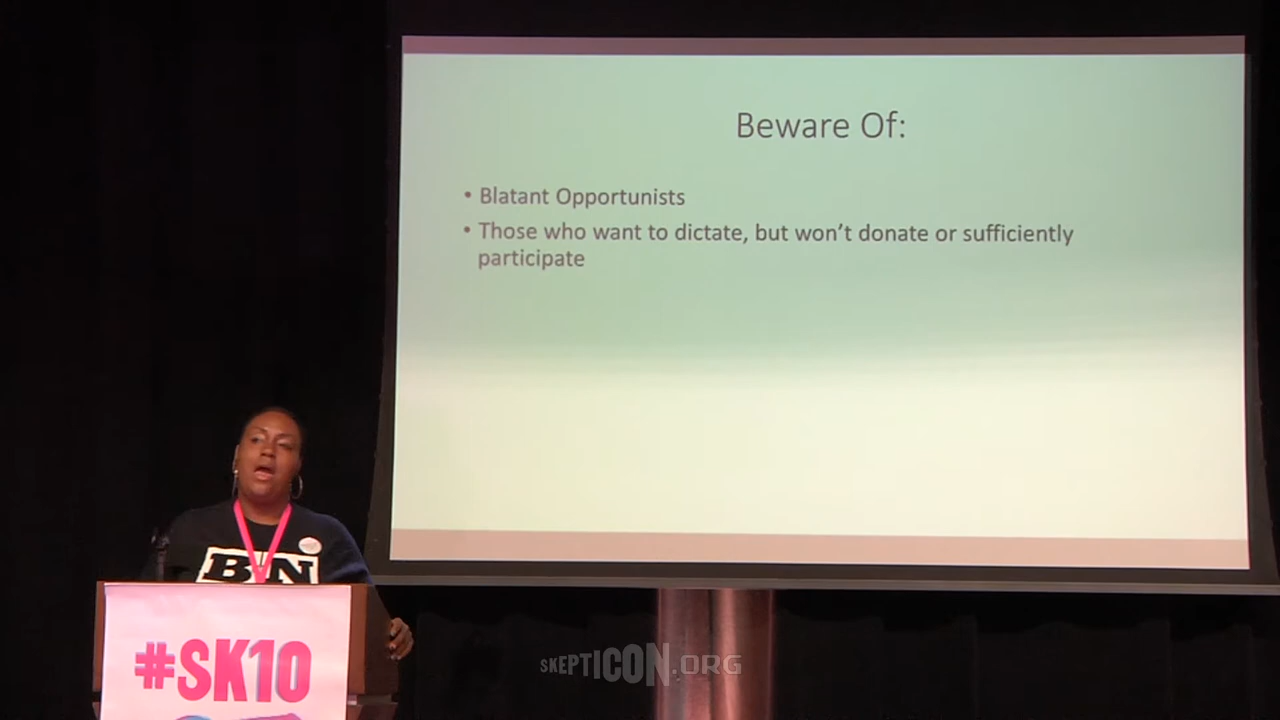 Beware Of:
• Blatant Opportunists
• Those who want to dictate, but won't donate or sufficiently
participate
BN
#SK10
SKEPTICON.ORG